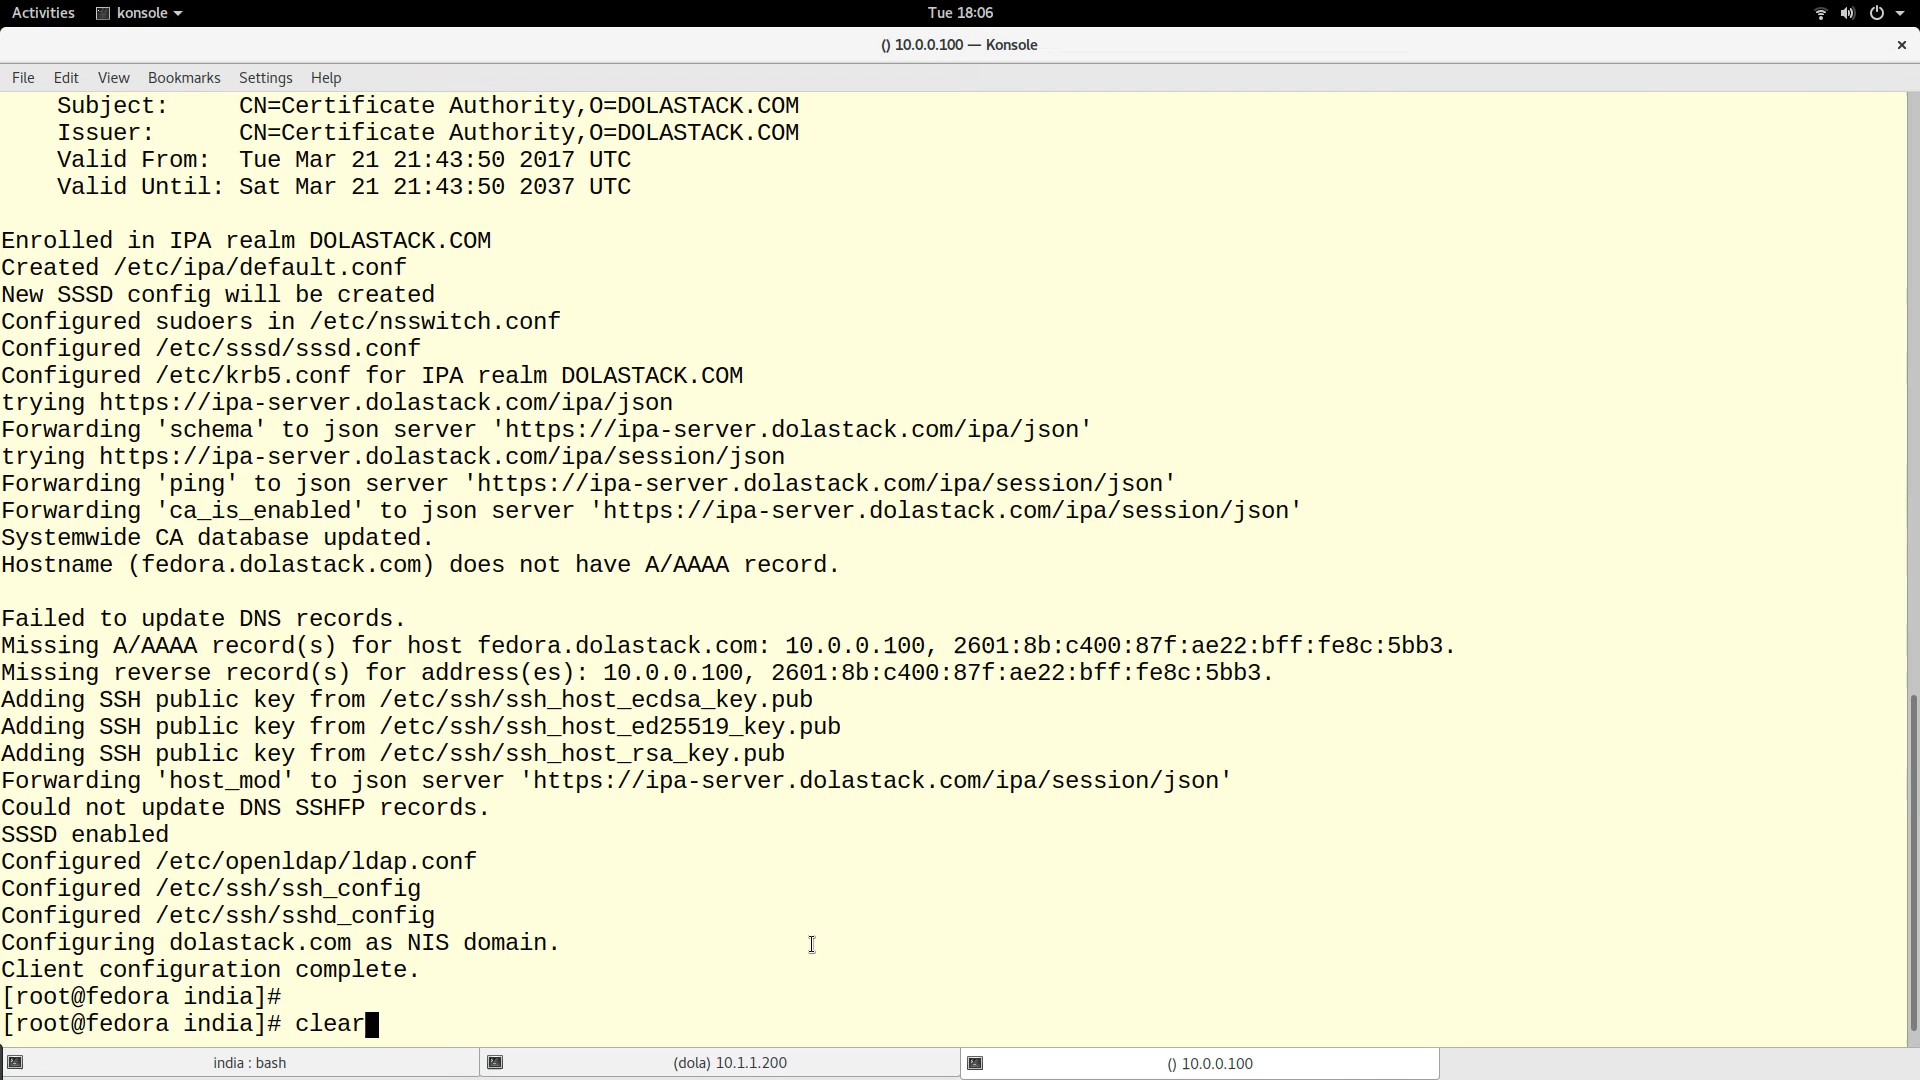 Activities konsole Tue 18:06
() 10.0.0.100 — Konsole
File Edit View Bookmarks Settings Help
Subject: CN=Certificate Authority,O=DOLASTACK.COM
Issuer: CN=Certificate Authority,O=DOLASTACK.COM
Valid From: Tue Mar 21 21:43:50 2017 UTC
Valid Until: Sat Mar 21 21:43:50 2037 UTC
Enrolled in IPA realm DOLASTACK.COM
Created /etc/ipa/default.conf
New SSSD config will be created
Configured sudoers in /etc/nsswitch.conf
Configured /etc/sssd/sssd.conf
Configured /etc/krb5.conf for IPA realm DOLASTACK.COM
trying https://ipa-server.dolastack.com/ipa/json
Forwarding 'schema' to json server 'https://ipa-server.dolastack.com/ipa/json'
trying https://ipa-server.dolastack.com/ipa/session/json
Forwarding 'ping' to json server 'https://ipa-server.dolastack.com/ipa/session/json'
Forwarding 'ca_is_enabled' to json server 'https://ipa-server.dolastack.com/ipa/session/json'
Systemwide CA database updated.
Hostname (fedora.dolastack.com) does not have A/AAAA record.
Failed to update DNS records.
Missing A/AAAA record(s) for host fedora.dolastack.com: 10.0.0.100, 2601:8b:c400:87f:ae22:bff:fe8c:5bb3.
Missing reverse record(s) for address(es): 10.0.0.100, 2601:8b:c400:87f:ae22:bff:fe8c:5bb3.
Adding SSH public key from /etc/ssh/ssh_host_ecdsa_key.pub
Adding SSH public key from /etc/ssh/ssh_host_ed25519_key.pub
Adding SSH public key from /etc/ssh/ssh_host_rsa_key.pub
Forwarding 'host_mod' to json server 'https://ipa-server.dolastack.com/ipa/session/json'
Could not update DNS SSHFP records.
SSSD enabled
Configured /etc/openldap/ldap.conf
Configured /etc/ssh/ssh_config
Configured /etc/ssh/sshd_config
Configuring dolastack.com as NIS domain.
Client configuration complete.
[root@fedora india]#
[root@fedora india]# clear
india : bash (dola) 10.1.1.200 () 10.0.0.100